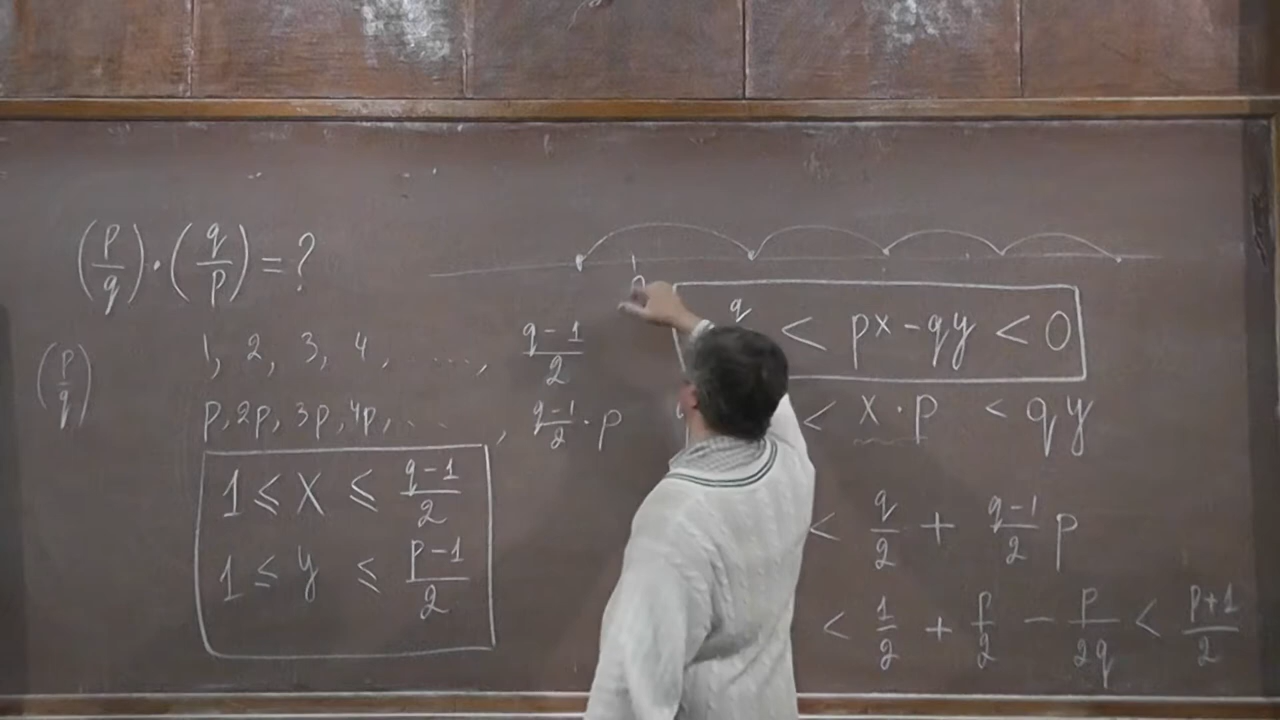 (p/q) · (q/p) = ?
q < px - qy < 0
1, 2, 3, 4, ..., (q-1)/2
(p/q)
p, 2p, 3p, 4p, ..., (q-1)/2 · p
< x · p < qy
1 ≤ x ≤ (q-1)/2
1 ≤ y ≤ (p-1)/2
< q/2 + (q-1)/2 p
< 1/2 + p/2 - p/2q < (p+1)/2